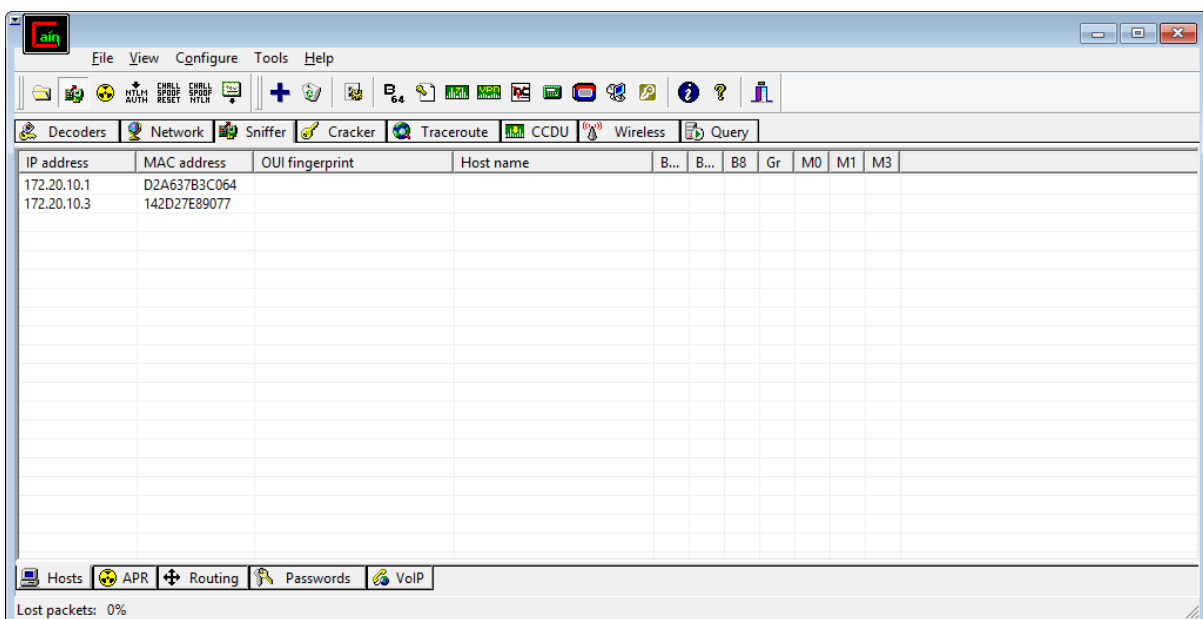 Cain
File View Configure Tools Help
NTLM AUTH CHALL SPOOF RESET CHALL SPOOF NTLM B64 VPN
Decoders Network Sniffer Cracker Traceroute CCDU Wireless Query
IP address MAC address OUI fingerprint Host name B... B... B8 Gr M0 M1 M3
172.20.10.1 D2A637B3C064
172.20.10.3 142D27E89077
Hosts APR Routing Passwords VoIP
Lost packets: 0%